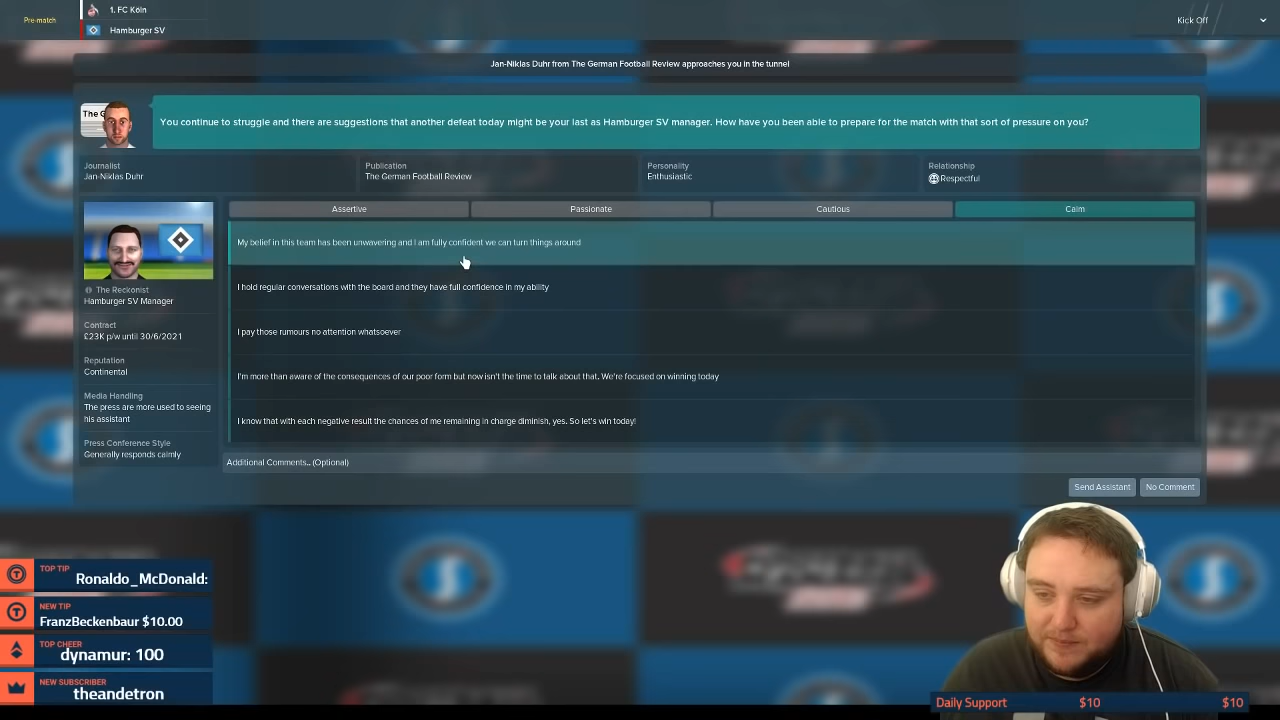 Pre-match
1. FC Köln
Hamburger SV
Kick Off
Jan-Niklas Duhr from The German Football Review approaches you in the tunnel
The G
You continue to struggle and there are suggestions that another defeat today might be your last as Hamburger SV manager. How have you been able to prepare for the match with that sort of pressure on you?
Journalist
Jan-Niklas Duhr
Publication
The German Football Review
Personality
Enthusiastic
Relationship
Respectful
Assertive
Passionate
Cautious
Calm
My belief in this team has been unwavering and I am fully confident we can turn things around
I hold regular conversations with the board and they have full confidence in my ability
I pay those rumours no attention whatsoever
I'm more than aware of the consequences of our poor form but now isn't the time to talk about that. We're focused on winning today
I know that with each negative result the chances of me remaining in charge diminish, yes. So let's win today!
The Reckonist
Hamburger SV Manager
Contract
£23K p/w until 30/6/2021
Reputation
Continental
Media Handling
The press are more used to seeing
his assistant
Press Conference Style
Generally responds calmly
Additional Comments.. (Optional)
Send Assistant
No Comment
TOP TIP
Ronaldo_McDonald:
NEW TIP
FranzBeckenbaur $10.00
TOP CHEER
dynamur: 100
NEW SUBSCRIBER
theandetron
Daily Support $10 $10